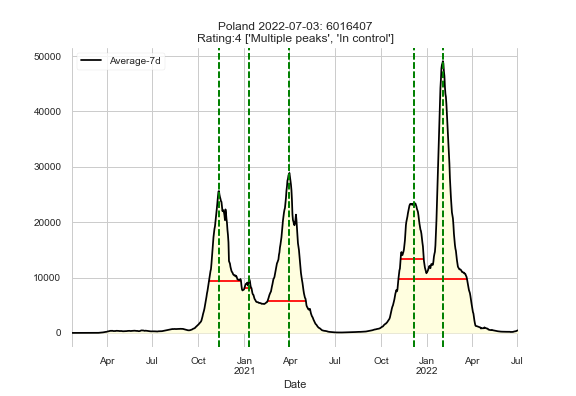 Poland 2022-07-03: 6016407
Rating:4 ['Multiple peaks', 'In control']
Average-7d
50000
40000
30000
20000
10000
0
Apr Jul Oct Jan Apr Jul Oct Jan Apr Jul
2021 2022
Date